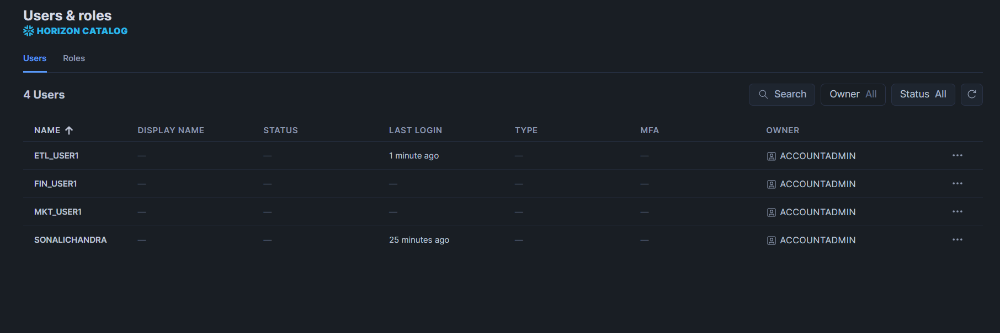 Users & roles
HORIZON CATALOG
Users Roles
4 Users Search Owner All Status All
NAME DISPLAY NAME STATUS LAST LOGIN TYPE MFA OWNER
ETL_USER1 — — 1 minute ago — — ACCOUNTADMIN
FIN_USER1 — — — — — ACCOUNTADMIN
MKT_USER1 — — — — — ACCOUNTADMIN
SONALICHANDRA — — 25 minutes ago — — ACCOUNTADMIN